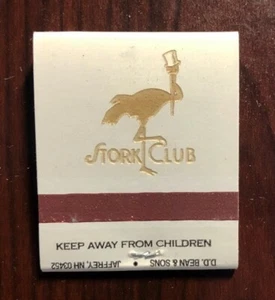 STORK CLUB
KEEP AWAY FROM CHILDREN
D.D. BEAN & SONS • JAFFREY, NH 03452